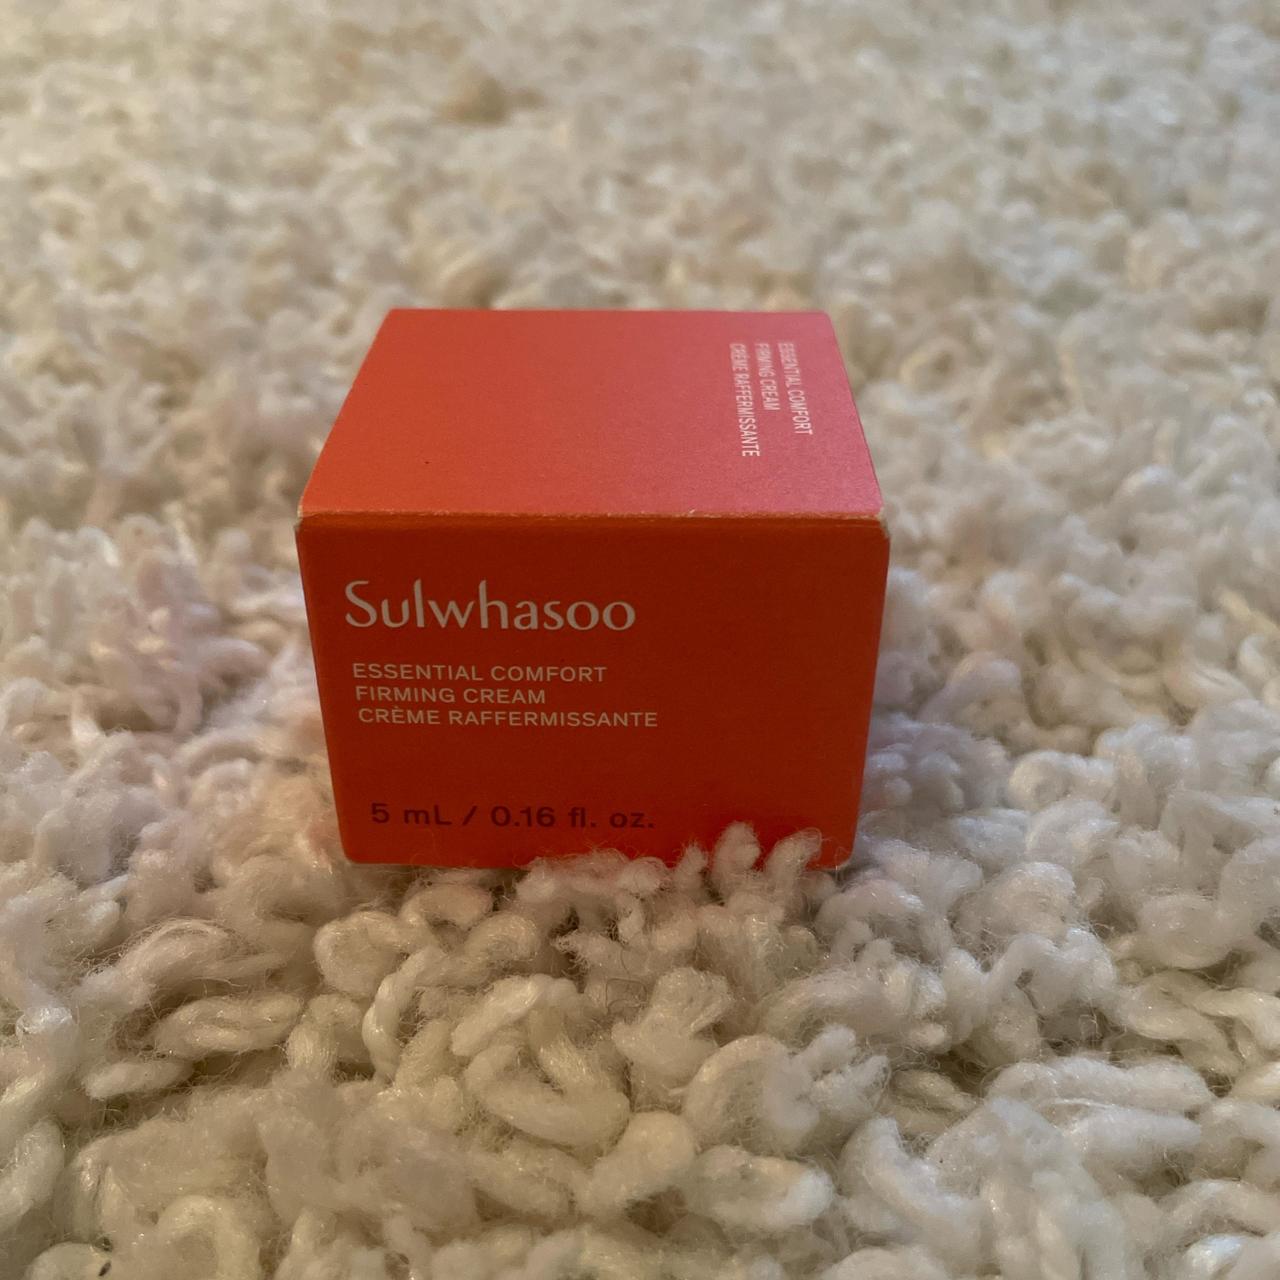 ESSENTIAL COMFORT
FIRMING CREAM
CRÈME RAFFERMISSANTE
Sulwhasoo
ESSENTIAL COMFORT
FIRMING CREAM
CRÈME RAFFERMISSANTE
5 mL / 0.16 fl. oz.